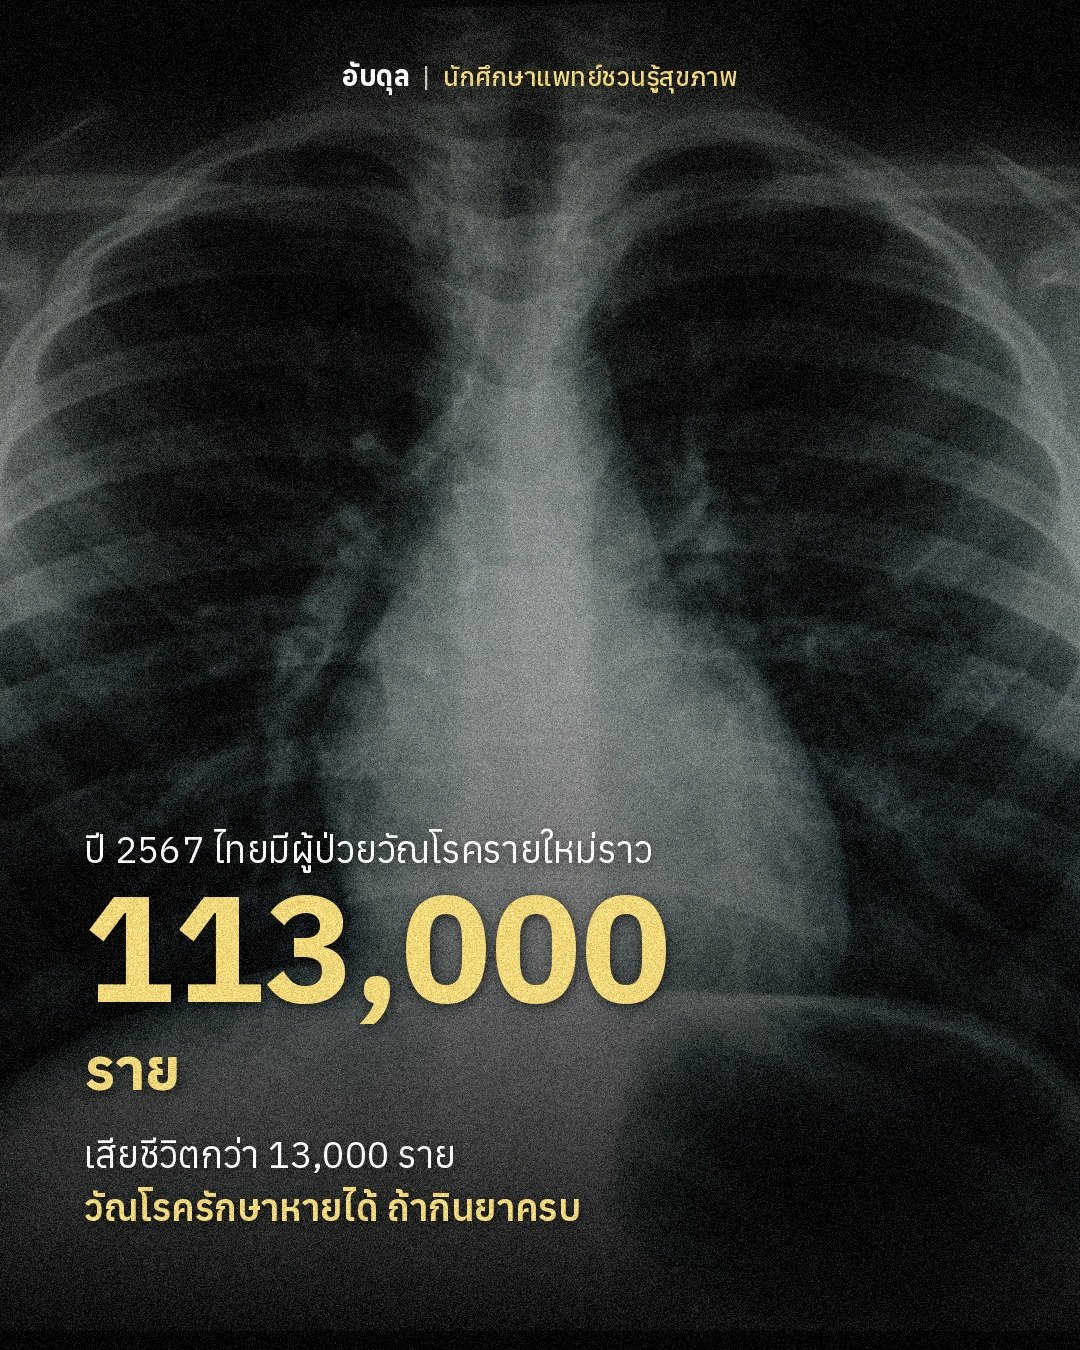 อับดุล | นักศึกษาแพทย์ชวนรู้สุขภาพ
ปี 2567 ไทยมีผู้ป่วยวัณโรครายใหม่ราว
113,000
ราย
เสียชีวิตกว่า 13,000 ราย
วัณโรครักษาหายได้ ถ้ากินยาครบ